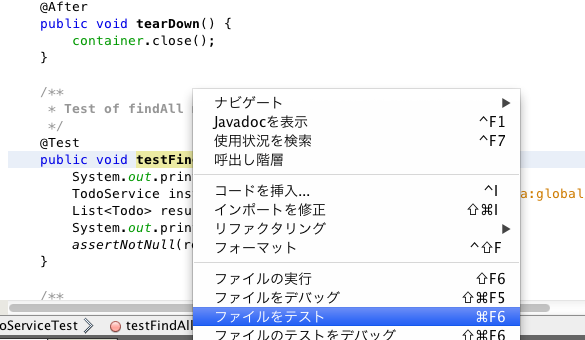 @After
public void tearDown() {
container.close();
}
/**
* Test of findAll
*/
@Test
public void testFind
System.out.prin
TodoService ins
a:global
List<Todo> resu
System.out.prin
assertNotNull(re
}
/**
ナビゲート
Javadocを表示 ^F1
使用状況を検索 ^F7
呼出し階層
コードを挿入... ^I
インポートを修正 ⇧⌘I
リファクタリング
フォーマット ^⇧F
ファイルの実行 ⇧F6
ファイルをデバッグ ⇧⌘F5
ファイルをテスト ⌘F6
ファイルのテストをデバッグ ⇧⌘F6
oServiceTest
testFindAll